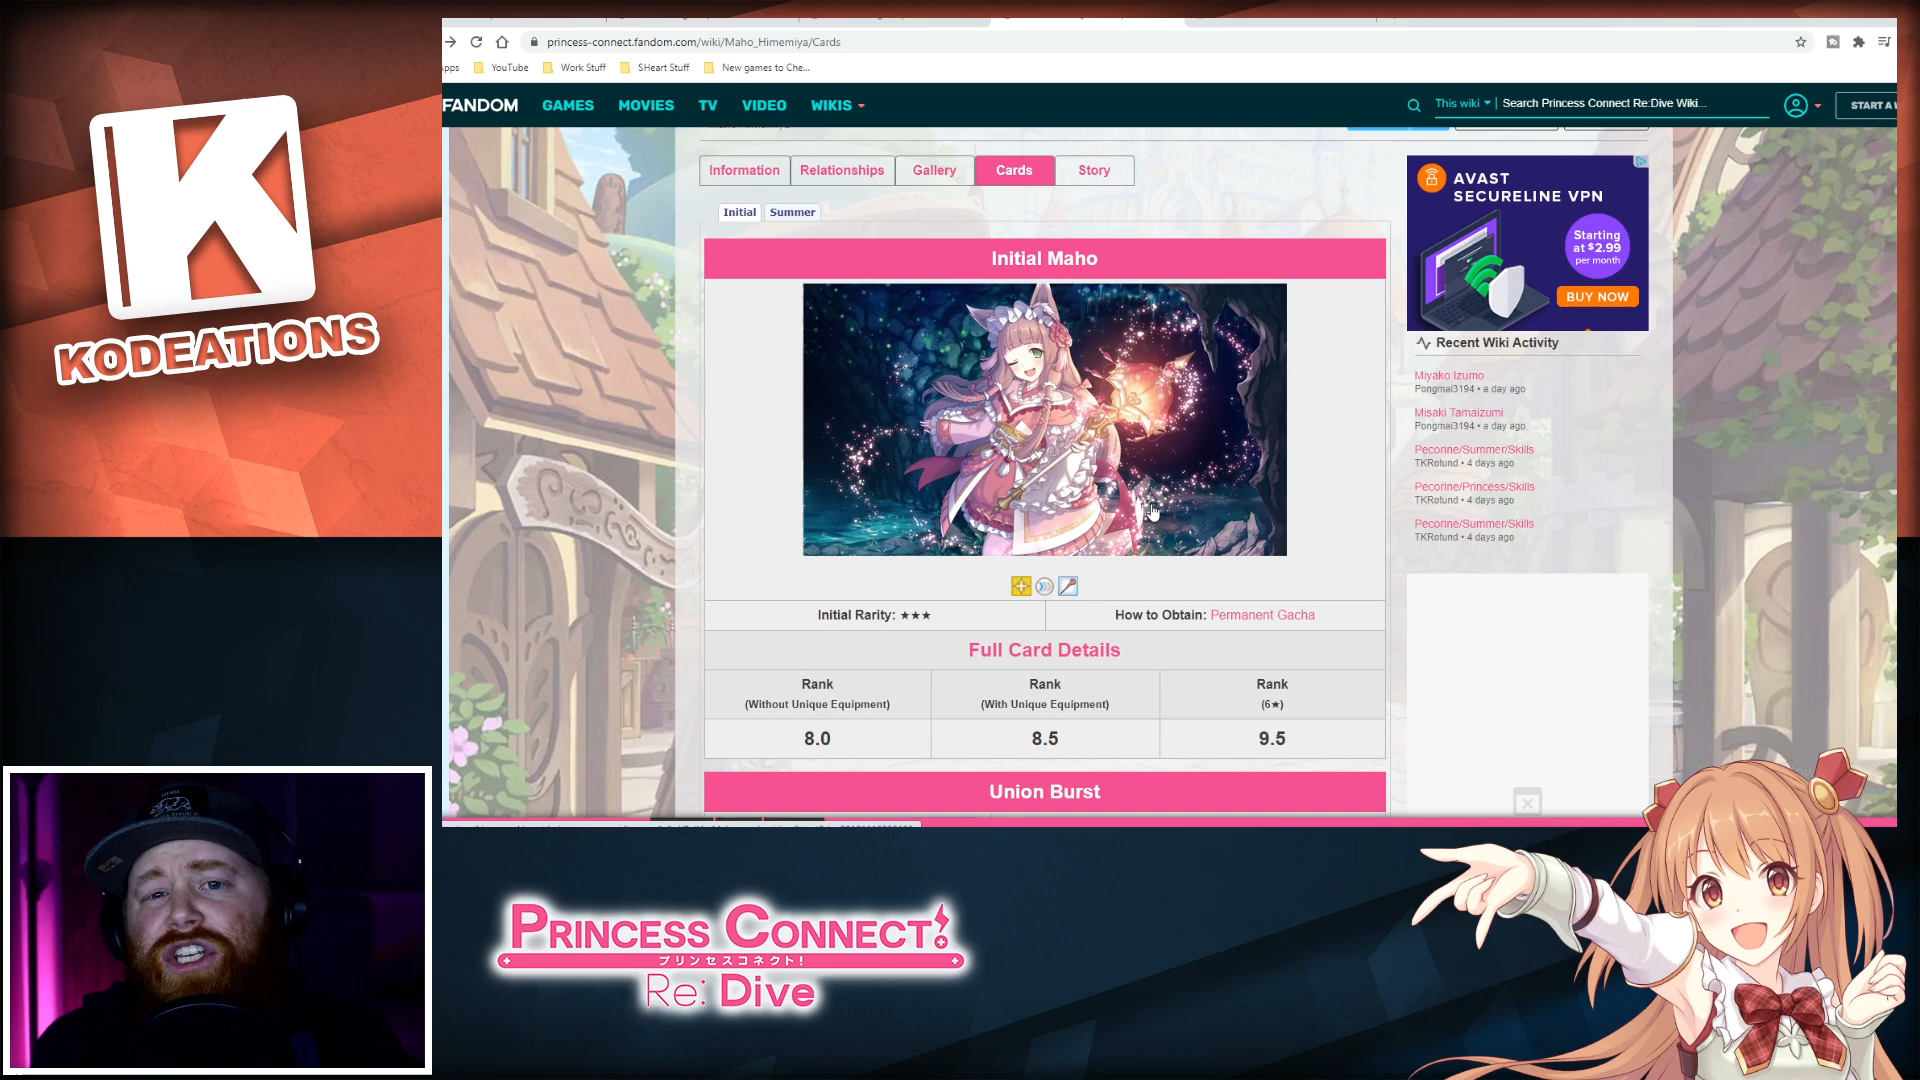 KODEATIONS
princess-connect.fandom.com/wiki/Maho_Himemiya/Cards
YouTube
Work Stuff
SHeart Stuff
New games to Che...
FANDOM
GAMES
MOVIES
TV
VIDEO
WIKIS
This wiki
Search Princess Connect Re:Dive Wiki...
START A
Information
Relationships
Gallery
Cards
Story
Initial
Summer
Initial Maho
Initial Rarity: ★★★
How to Obtain: Permanent Gacha
Full Card Details
Rank
(Without Unique Equipment)
Rank
(With Unique Equipment)
Rank
(6★)
8.0
8.5
9.5
Union Burst
AVAST
SECURELINE VPN
Starting
at $2.99
per month
BUY NOW
Recent Wiki Activity
Miyako Izumo
Pongmai3194 • a day ago
Misaki Tamaizumi
Pongmai3194 • a day ago
Pecorine/Summer/Skills
TKRotund • 4 days ago
Pecorine/Princess/Skills
TKRotund • 4 days ago
Pecorine/Summer/Skills
TKRotund • 4 days ago
PRINCESS CONNECT!
プリンセスコネクト!
Re: Dive